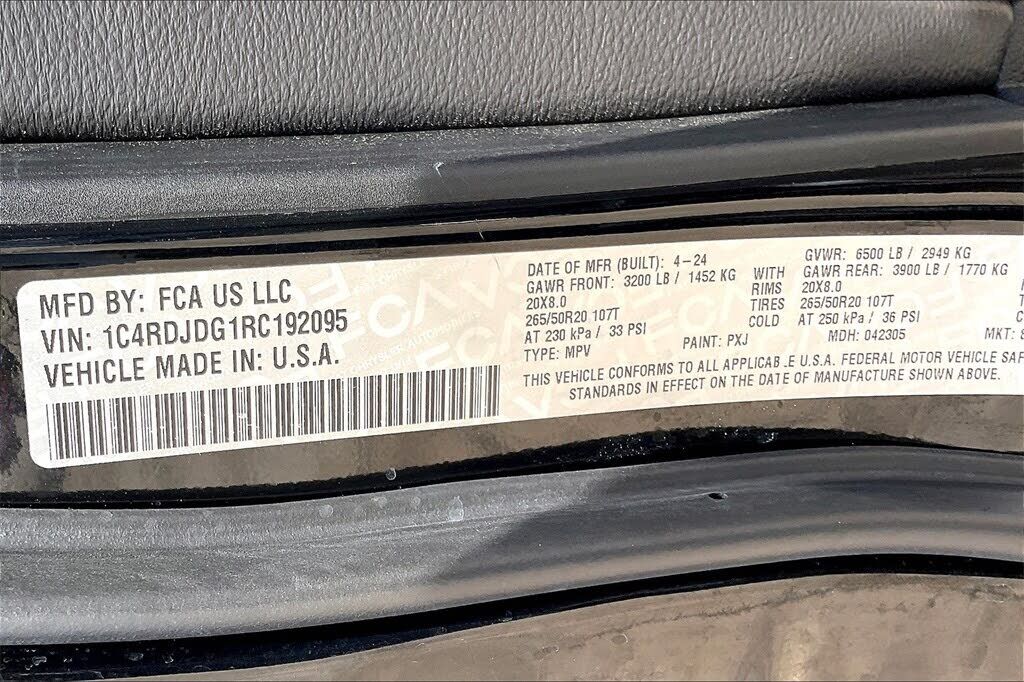 MFD BY: FCA US LLC
VIN: 1C4RDJDG1RC192095
VEHICLE MADE IN: U.S.A.
DATE OF MFR (BUILT): 4-24 GVWR: 6500 LB / 2949 KG
GAWR FRONT: 3200 LB / 1452 KG WITH GAWR REAR: 3900 LB / 1770 KG
20X8.0 RIMS 20X8.0
265/50R20 107T TIRES 265/50R20 107T
AT 230 kPa / 33 PSI COLD AT 250 kPa / 36 PSI
TYPE: MPV PAINT: PXJ MDH: 042305 MKT:
THIS VEHICLE CONFORMS TO ALL APPLICAB.E U.S.A. FEDERAL MOTOR VEHICLE SAF
STANDARDS IN EFFECT ON THE DATE OF MANUFACTURE SHOWN ABOVE.